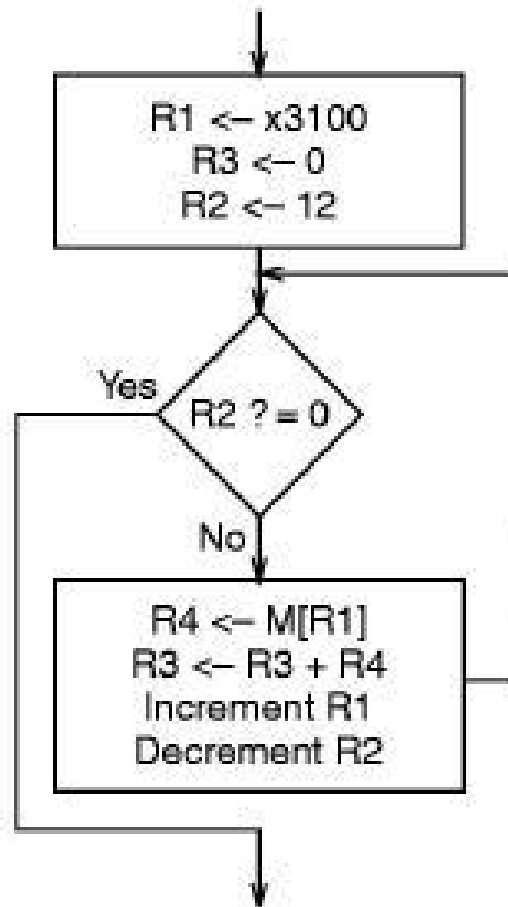 R1 <– x3100
R3 <– 0
R2 <– 12
Yes
R2 ? = 0
No
R4 <– M[R1]
R3 <– R3 + R4
Increment R1
Decrement R2